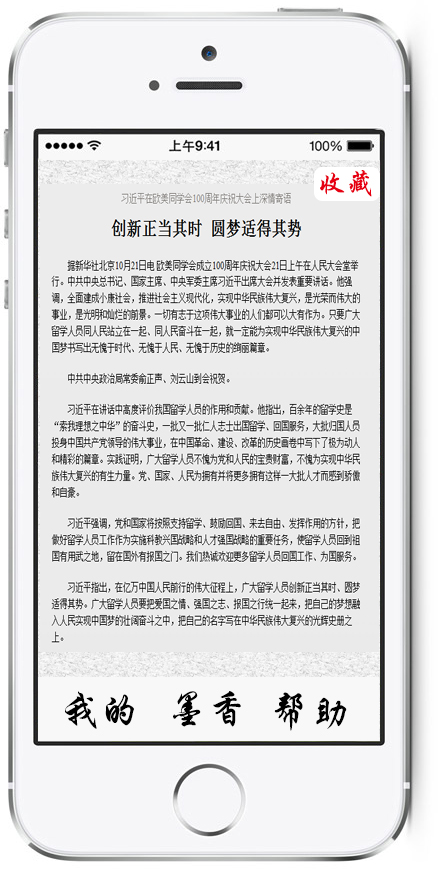 上午9:41
100%
收藏
习近平在欧美同学会100周年庆祝大会上深情寄语
创新正当其时 圆梦适得其势
据新华社北京10月21日电 欧美同学会成立100周年庆祝大会21日上午在人民大会堂举
行。中共中央总书记、国家主席、中央军委主席习近平出席大会并发表重要讲话。他强
调，全面建成小康社会，推进社会主义现代化，实现中华民族伟大复兴，是光荣而伟大的
事业，是光明和灿烂的前景。一切有志于这项伟大事业的人们都可以大有作为。只要广大
留学人员同人民站立在一起、同人民奋斗在一起，就一定能为实现中华民族伟大复兴的中
国梦书写出无愧于时代、无愧于人民、无愧于历史的绚丽篇章。
中共中央政治局常委俞正声、刘云山到会祝贺。
习近平在讲话中高度评价我国留学人员的作用和贡献。他指出，百余年的留学史是
“索我理想之中华”的奋斗史，一批又一批仁人志士出国留学、回国服务，大批归国人员
投身中国共产党领导的伟大事业，在中国革命、建设、改革的历史画卷中写下了极为动人
和精彩的篇章。实践证明，广大留学人员不愧为党和人民的宝贵财富，不愧为实现中华民
族伟大复兴的有生力量。党、国家、人民为拥有并将更多拥有这样一大批人才而感到骄傲
和自豪。
习近平强调，党和国家将按照支持留学、鼓励回国、来去自由、发挥作用的方针，把
做好留学人员工作作为实施科教兴国战略和人才强国战略的重要任务，使留学人员回到祖
国有用武之地，留在国外有报国之门。我们热诚欢迎更多留学人员回国工作、为国服务。
习近平指出，在亿万中国人民前行的伟大征程上，广大留学人员创新正当其时、圆梦
适得其势。广大留学人员要把爱国之情、强国之志、报国之行统一起来，把自己的梦想融
入人民实现中国梦的壮阔奋斗之中，把自己的名字写在中华民族伟大复兴的光辉史册之
上。
我的 墨香 帮助